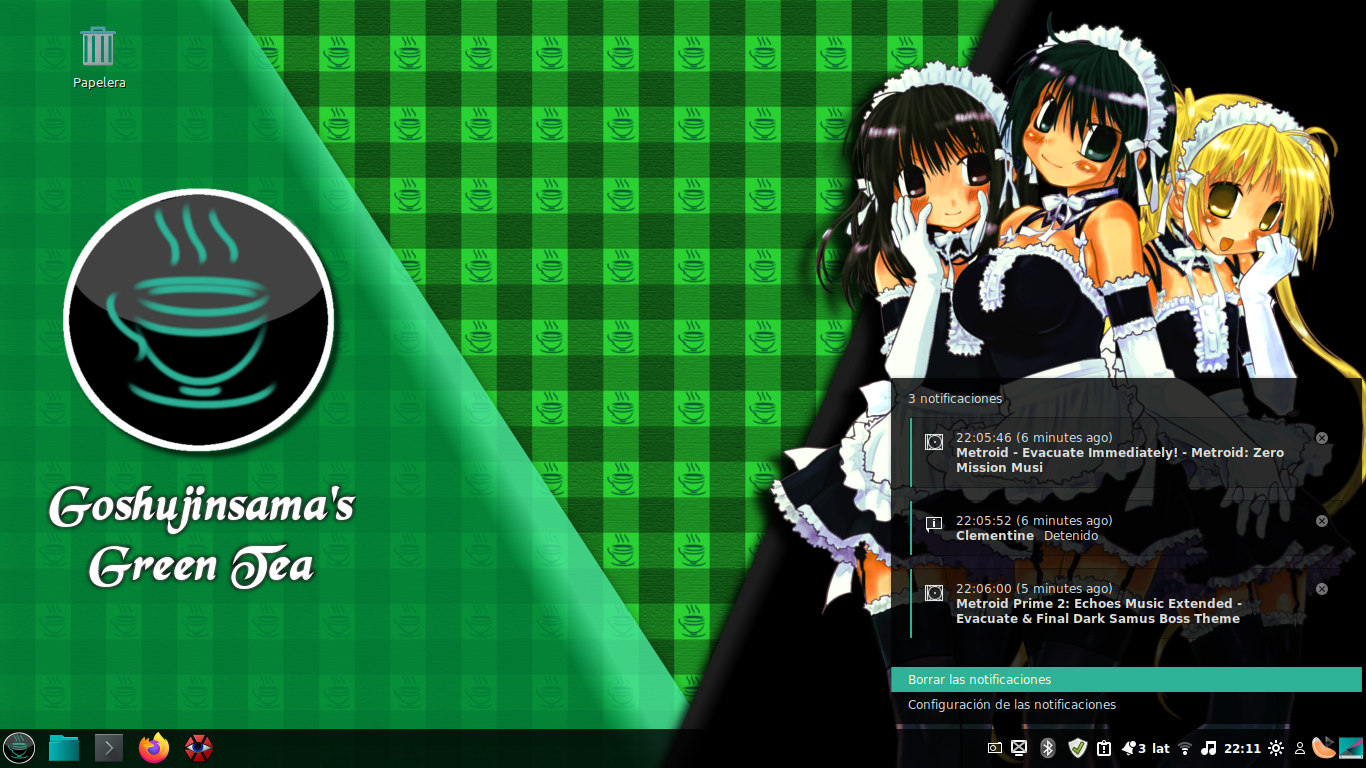 Papelera
Goshujinsama's
Green Tea
3 notificaciones
22:05:46 (6 minutes ago)
Metroid - Evacuate Immediately! - Metroid: Zero
Mission Musi
22:05:52 (6 minutes ago)
Clementine Detenido
22:06:00 (5 minutes ago)
Metroid Prime 2: Echoes Music Extended -
Evacuate & Final Dark Samus Boss Theme
Borrar las notificaciones
Configuración de las notificaciones
3 lat 22:11